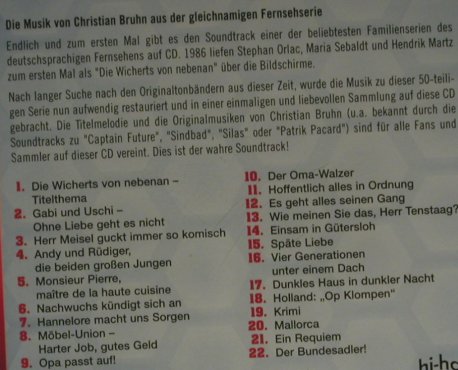 Die Musik von Christian Bruhn aus der gleichnamigen Fernsehserie
Endlich und zum ersten Mal gibt es den Soundtrack einer der beliebtesten Familienserien des
deutschsprachigen Fernsehens auf CD. 1986 liefen Stephan Orlac, Maria Sebaldt und Hendrik Martz
zum ersten Mal als "Die Wicherts von nebenan" über die Bildschirme.
Nach langer Suche nach den Originaltonbändern aus dieser Zeit, wurde die Musik zu dieser 50-teili-
gen Serie nun aufwendig restauriert und in einer einmaligen und liebevollen Sammlung auf diese CD
gebracht. Die Titelmelodie und die Originalmusiken von Christian Bruhn (u.a. bekannt durch die
Soundtracks zu "Captain Future", "Sindbad", "Silas" oder "Patrik Pacard") sind für alle Fans und
Sammler auf dieser CD vereint. Dies ist der wahre Soundtrack!
1. Die Wicherts von nebenan –
Titelthema
2. Gabi und Uschi –
Ohne Liebe geht es nicht
3. Herr Meisel guckt immer so komisch
4. Andy und Rüdiger,
die beiden großen Jungen
5. Monsieur Pierre,
maître de la haute cuisine
6. Nachwuchs kündigt sich an
7. Hannelore macht uns Sorgen
8. Möbel-Union –
Harter Job, gutes Geld
9. Opa passt auf!
10. Der Oma-Walzer
11. Hoffentlich alles in Ordnung
12. Es geht alles seinen Gang
13. Wie meinen Sie das, Herr Tenstaag?
14. Einsam in Gütersloh
15. Späte Liebe
16. Vier Generationen
unter einem Dach
17. Dunkles Haus in dunkler Nacht
18. Holland: „Op Klompen“
19. Krimi
20. Mallorca
21. Ein Requiem
22. Der Bundesadler!